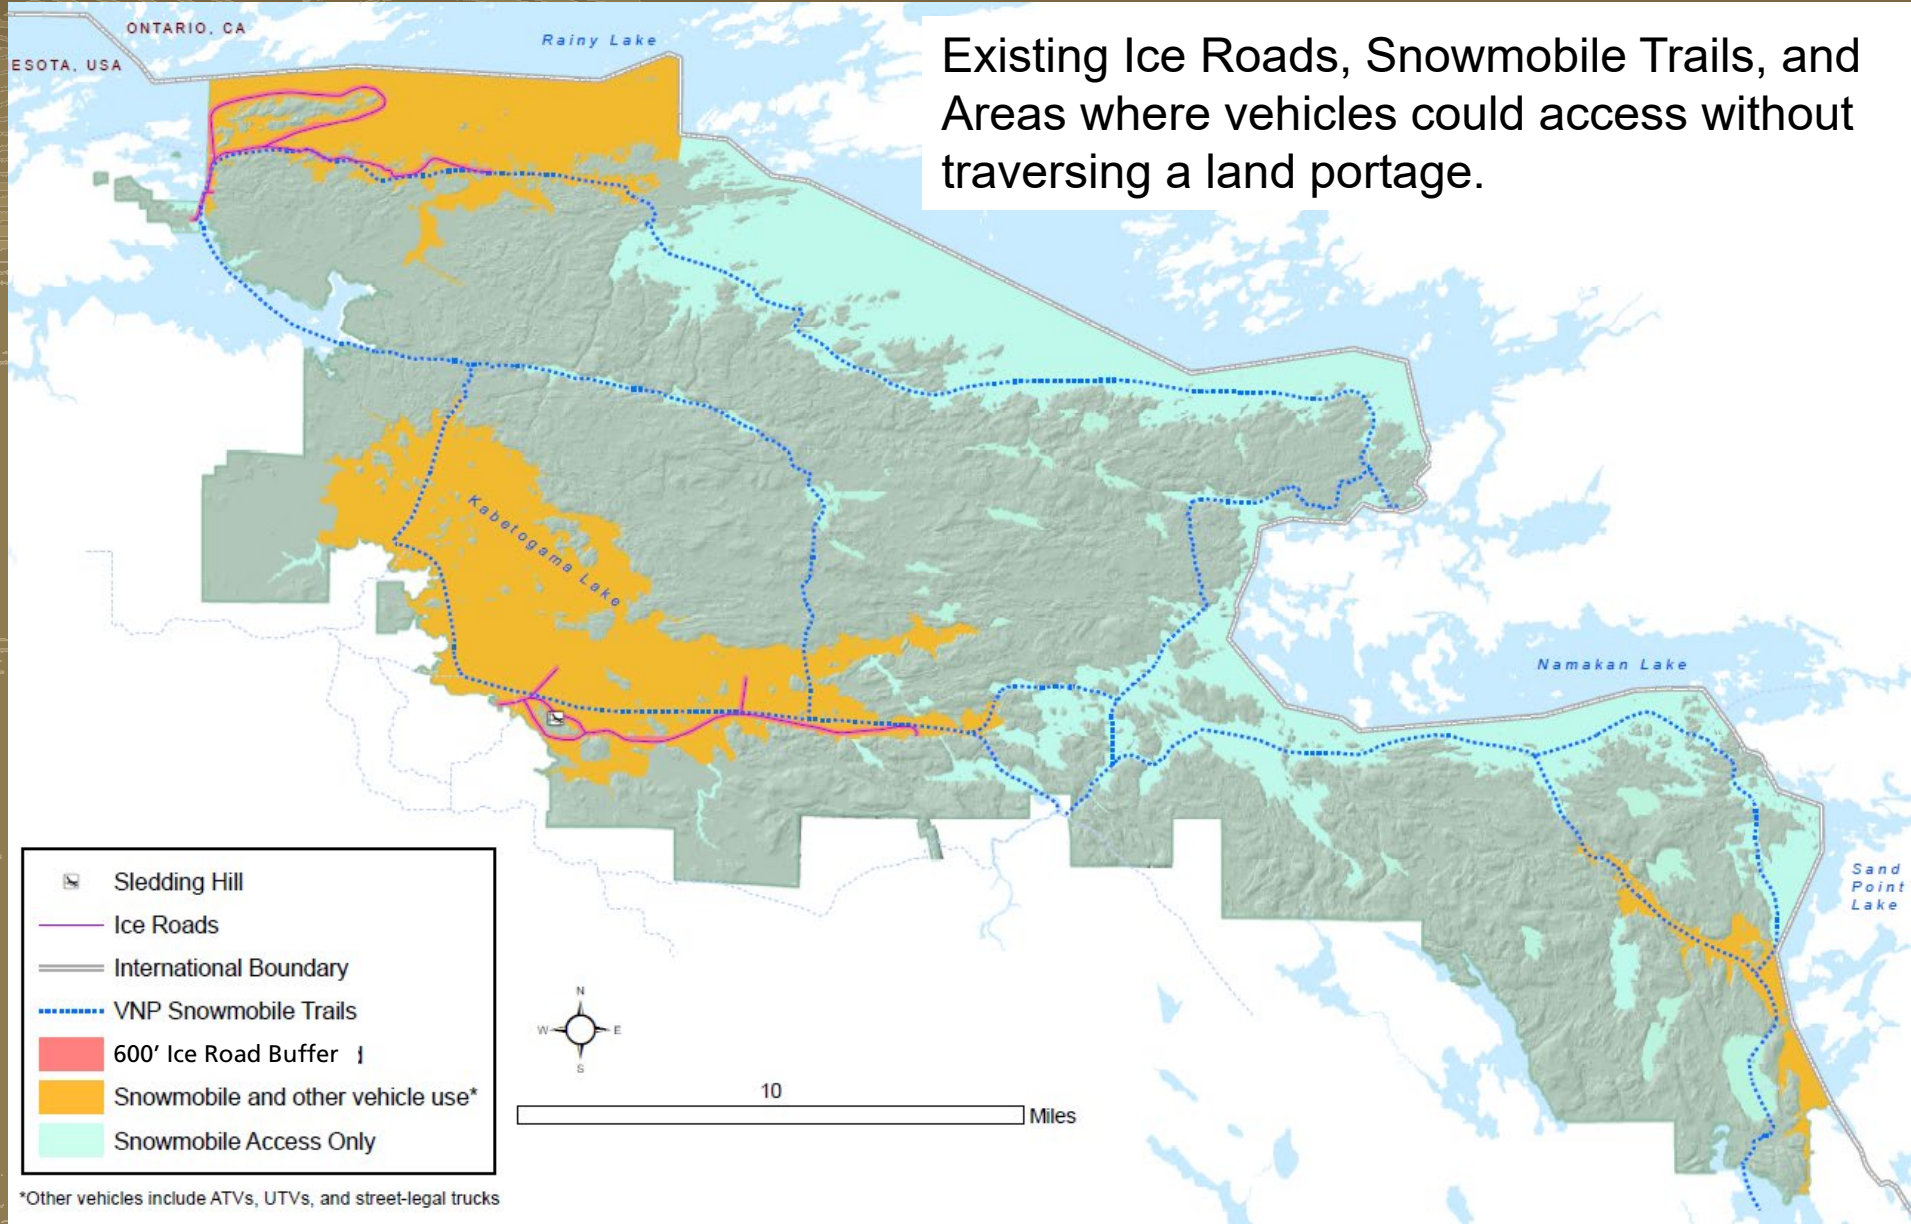 ONTARIO, CA
ESOTA, USA
Rainy Lake
Existing Ice Roads, Snowmobile Trails, and
Areas where vehicles could access without
traversing a land portage.
Kabetogama Lake
Namakan Lake
Sand
Point
Lake
Sledding Hill
Ice Roads
International Boundary
VNP Snowmobile Trails
600’ Ice Road Buffer
Snowmobile and other vehicle use*
Snowmobile Access Only
*Other vehicles include ATVs, UTVs, and street-legal trucks
N
W E
S
10
Miles